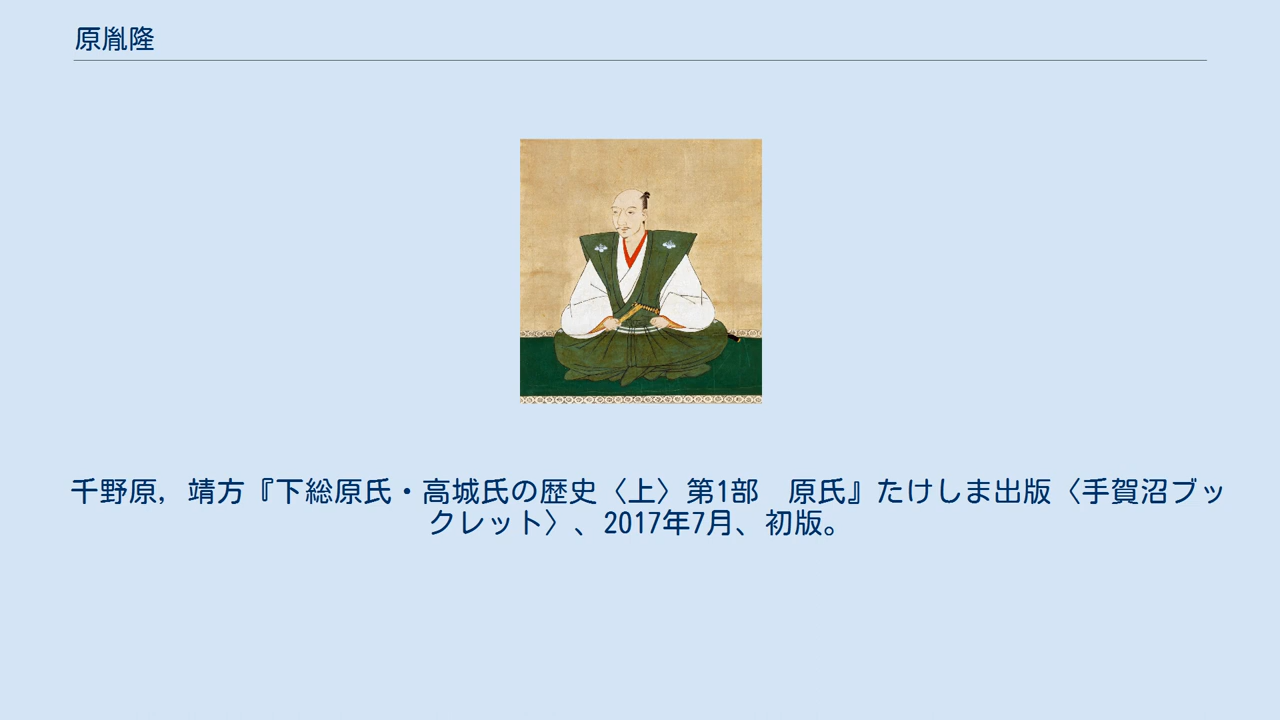 原胤隆
千野原，靖方『下総原氏・高城氏の歴史〈上〉第1部　原氏』たけしま出版〈手賀沼ブッ
クレット〉、2017年7月、初版。